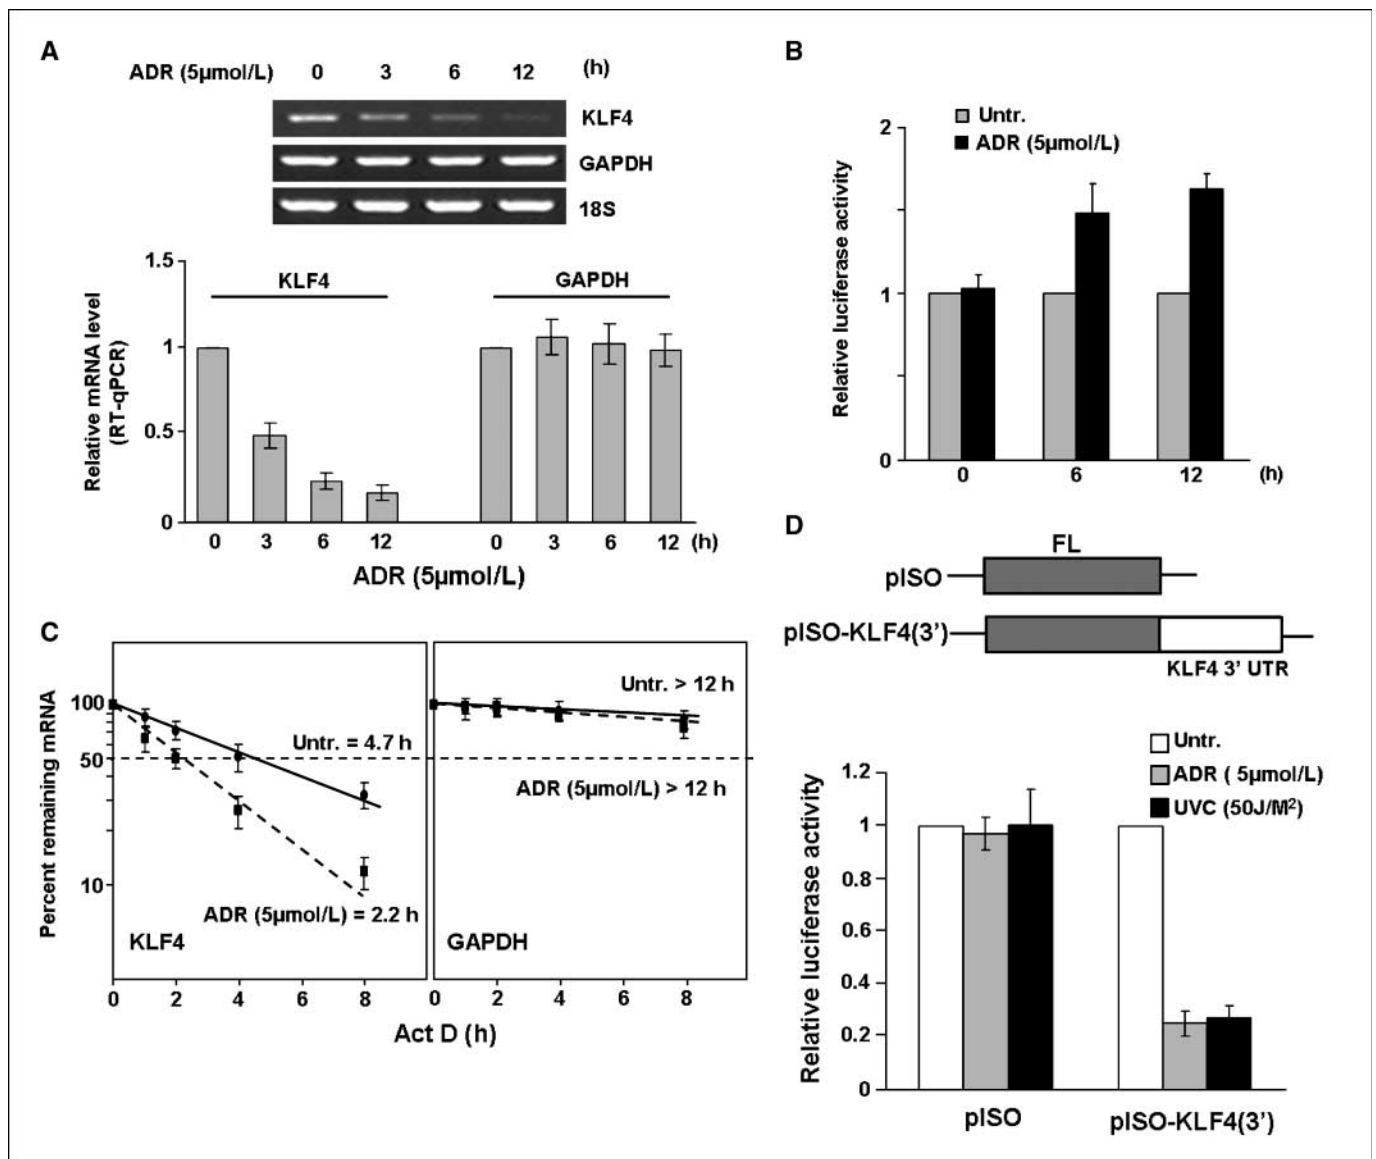 A
ADR (5µmol/L) 0 3 6 12 (h)
KLF4
GAPDH
18S
Relative mRNA level
(RT-qPCR)
1.5
1
0.5
0
KLF4
GAPDH
0 3 6 12 0 3 6 12 (h)
ADR (5µmol/L)
B
Untr.
ADR (5µmol/L)
Relative luciferase activity
2
1
0
0 6 12 (h)
C
Percent remaining mRNA
100
50
10
Untr. = 4.7 h
ADR (5µmol/L) = 2.2 h
KLF4
Untr. > 12 h
ADR (5µmol/L) > 12 h
GAPDH
0 2 4 6 8 0 2 4 6 8
Act D (h)
D
FL
pISO
pISO-KLF4(3’)
KLF4 3’ UTR
Untr.
ADR ( 5µmol/L)
UVC (50J/M²)
Relative luciferase activity
1.2
1
0.8
0.6
0.4
0.2
0
pISO
pISO-KLF4(3’)